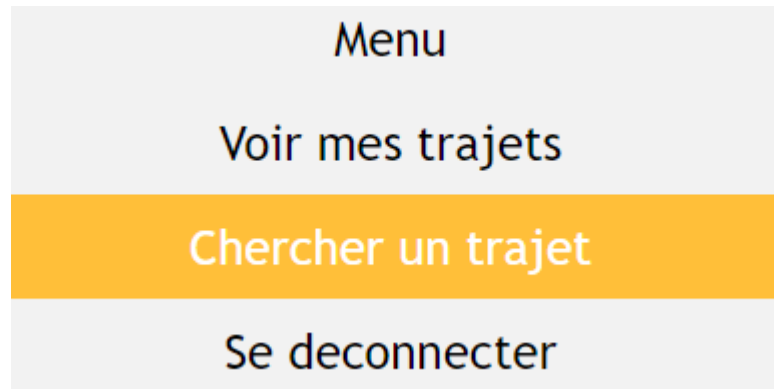 Menu
Voir mes trajets
Chercher un trajet
Se deconnecter